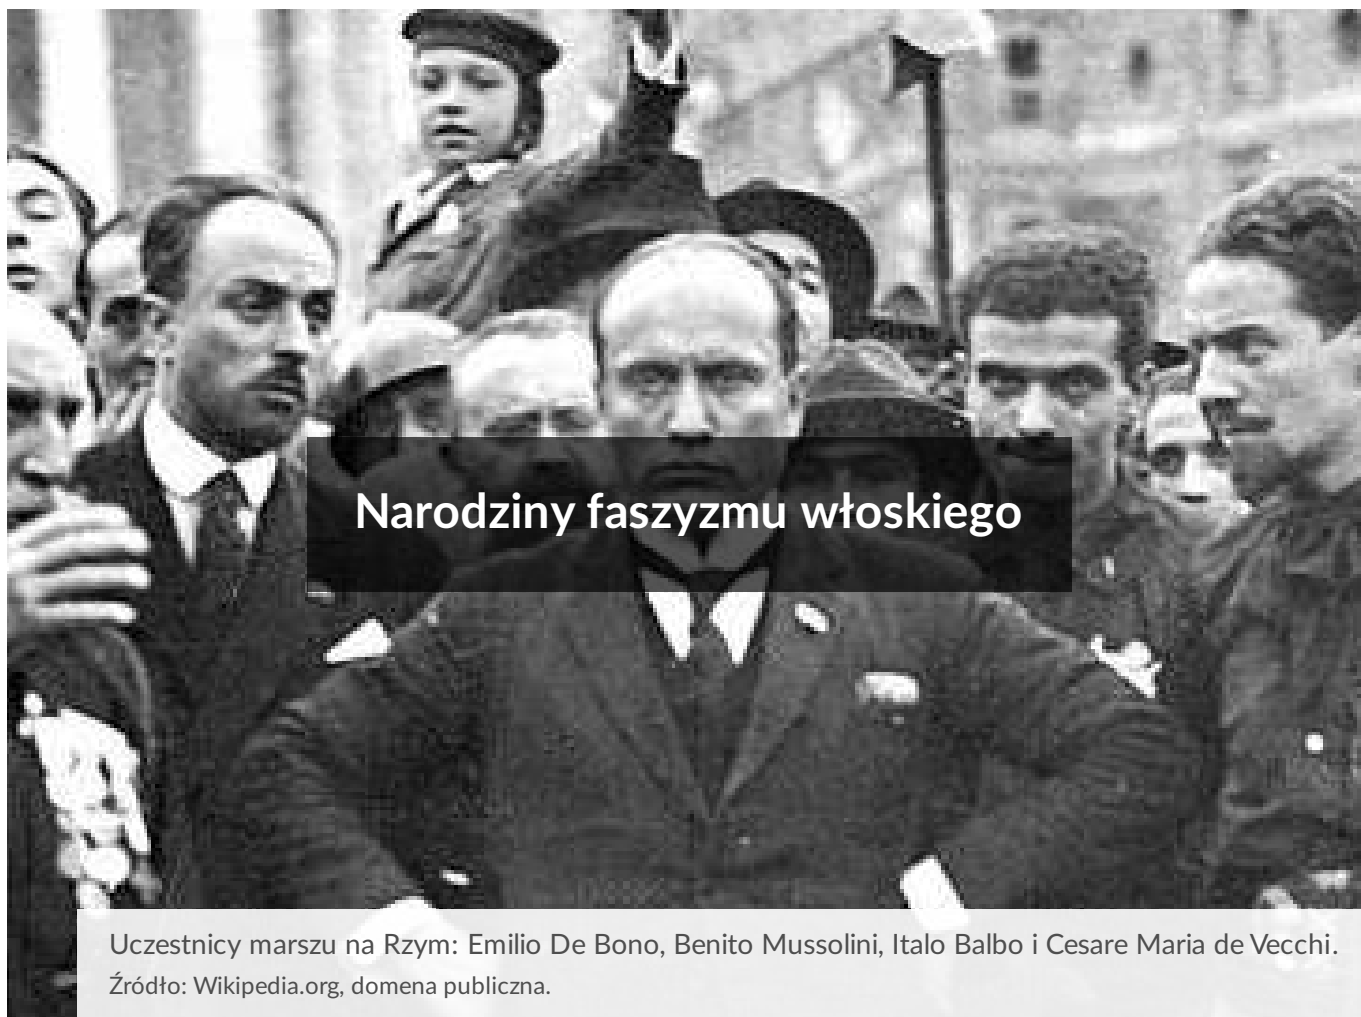 Narodziny faszyzmu włoskiego
Uczestnicy marszu na Rzym: Emilio De Bono, Benito Mussolini, Italo Balbo i Cesare Maria de Vecchi.
Źródło: Wikipedia.org, domena publiczna.